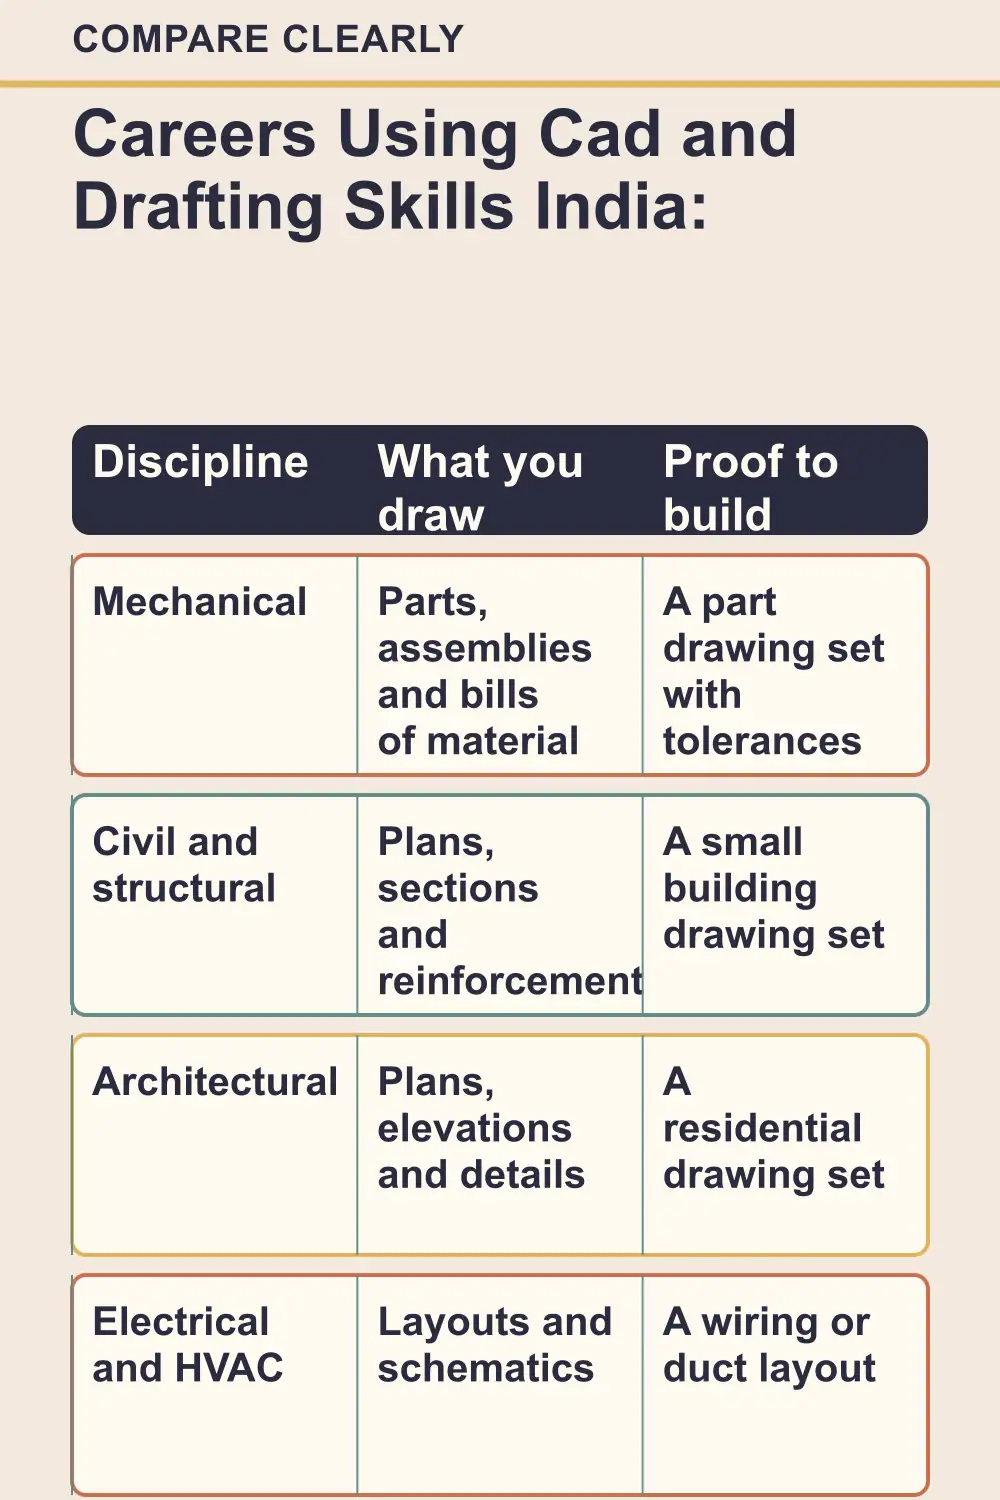 COMPARE CLEARLY
Careers Using Cad and
Drafting Skills India:
Discipline
What you
draw
Proof to
build
Mechanical
Parts,
assemblies
and bills
of material
A part
drawing set
with
tolerances
Civil and
structural
Plans,
sections
and
reinforcement
A small
building
drawing set
Architectural
Plans,
elevations
and details
A
residential
drawing set
Electrical
and HVAC
Layouts and
schematics
A wiring or
duct layout